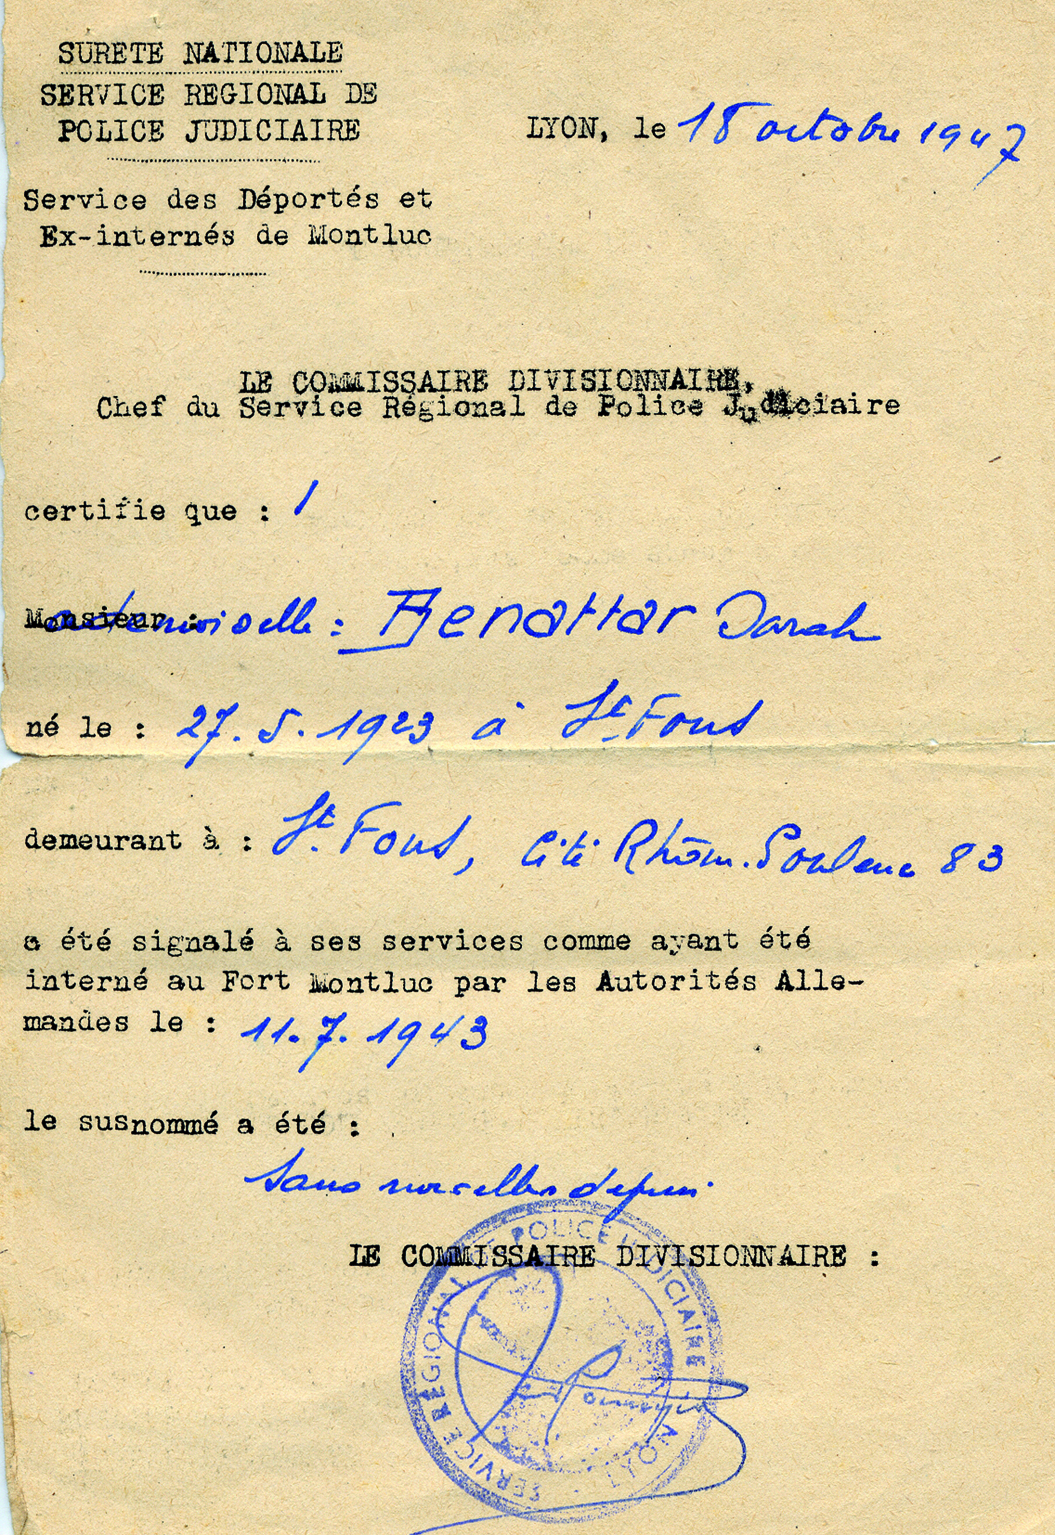 SURETE NATIONALE
SERVICE REGIONAL DE
POLICE JUDICIAIRE
LYON, le 18 octobre 1947
Service des Déportés et
Ex-internés de Montluc
LE COMMISSAIRE DIVISIONNAIRE,
Chef du Service Régional de Police Judiciaire
certifie que :
Monsieur : ademoiselle : Benattar Sarah
né le : 27. 5. 1923 à St. Fons
demeurant à : St. Fons, Cité Rhôm. Poulenc 83
a été signalé à ses services comme ayant été
interné au Fort Montluc par les Autorités Alle-
mandes le : 11. 7. 1943
le susnommé a été :
sans nouvelles depuis
LE COMMISSAIRE DIVISIONNAIRE :
SERVICE RÉGIONAL DE POLICE JUDICIAIRE